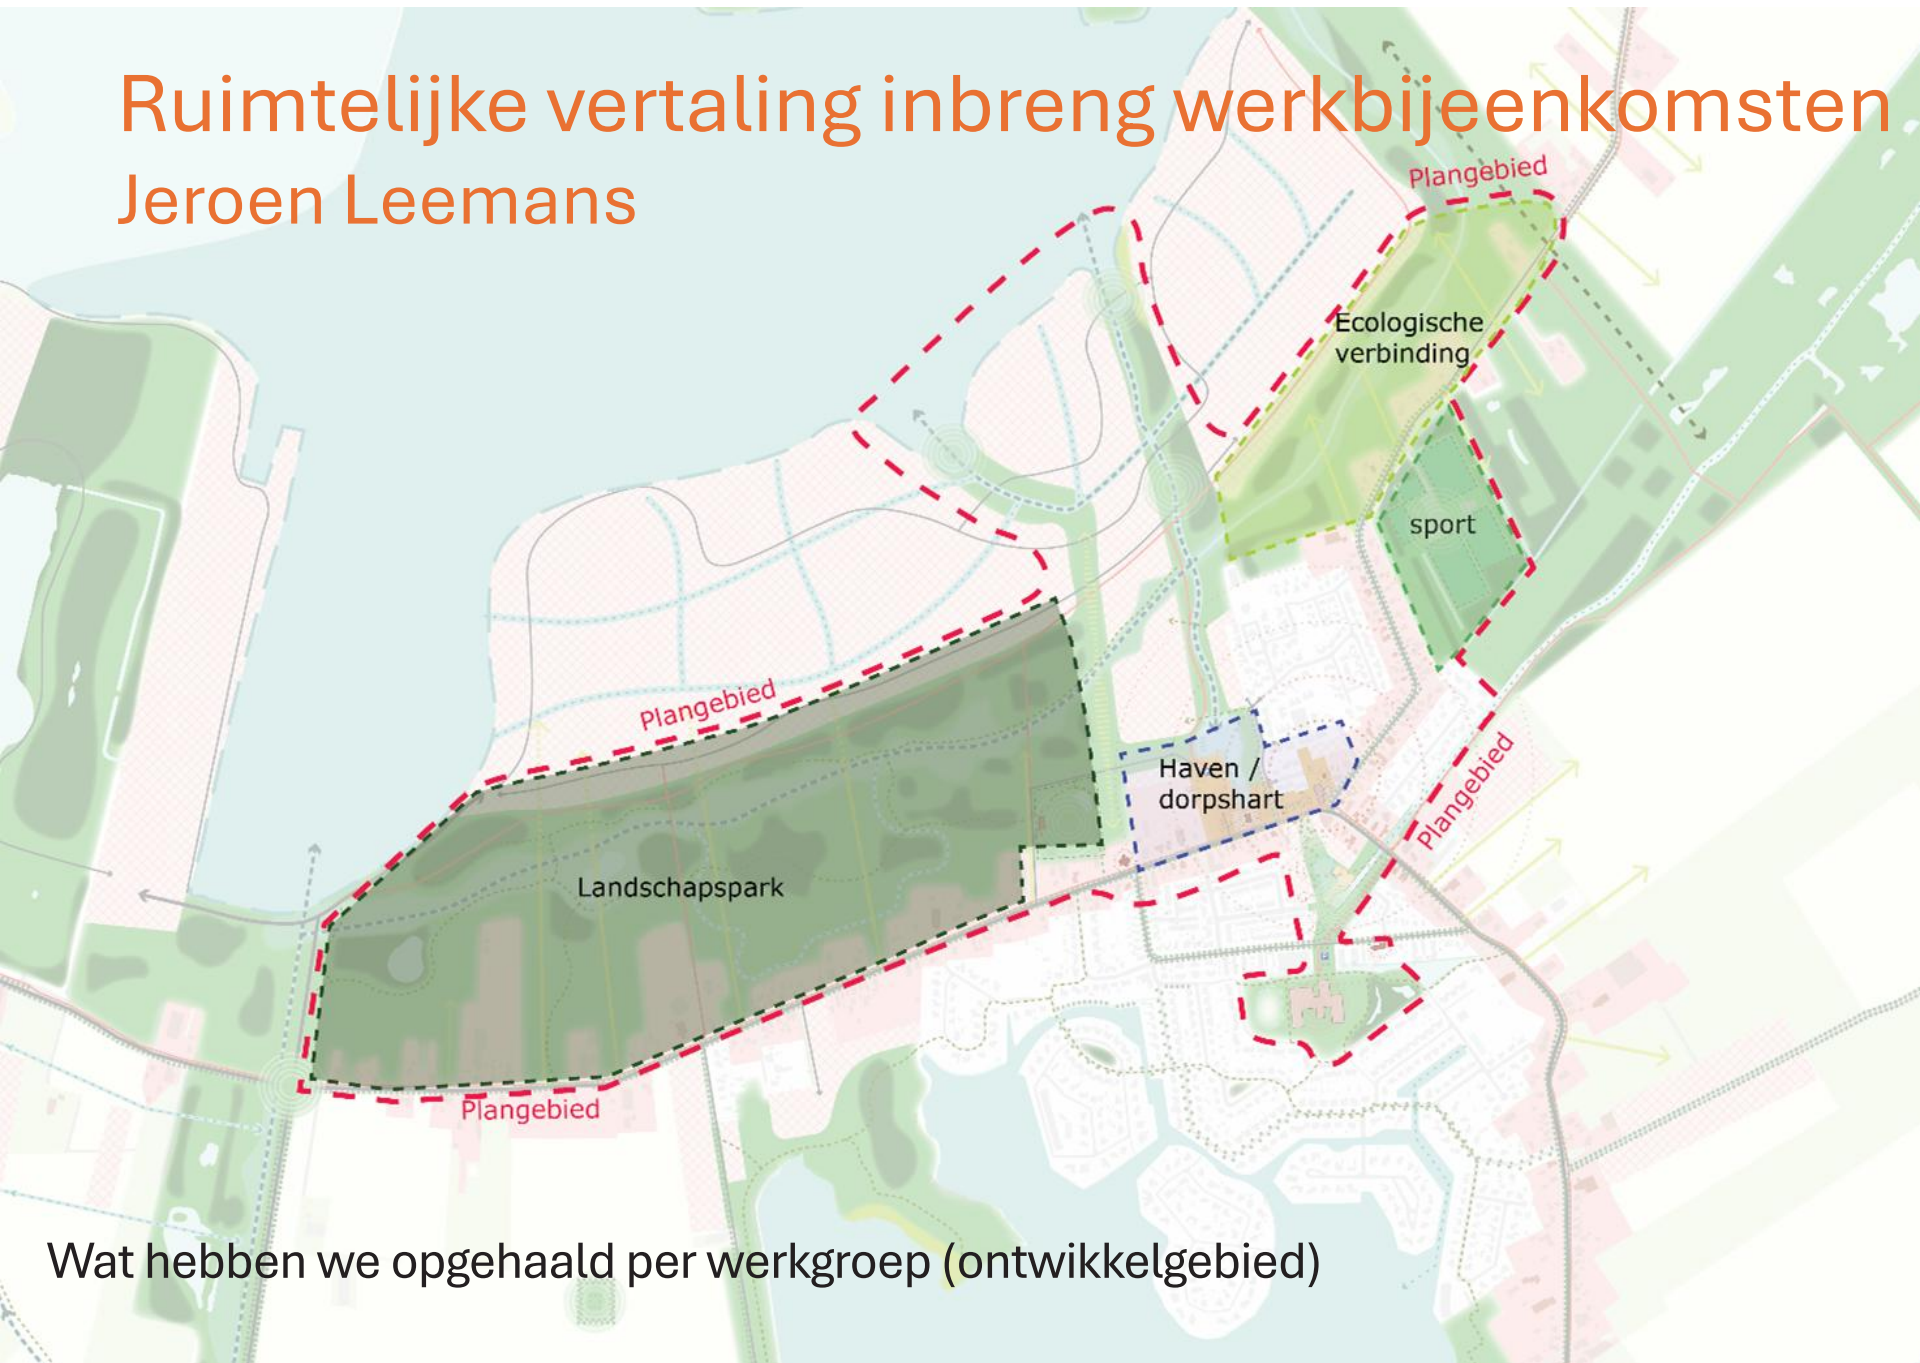 Ruimtelijke vertaling inbreng werkbijeenkomsten
Jeroen Leemans
Plangebied
Ecologische
verbinding
sport
Plangebied
Haven /
dorpshart
Plangebied
Landschapspark
Plangebied
Wat hebben we opgehaald per werkgroep (ontwikkelgebied)